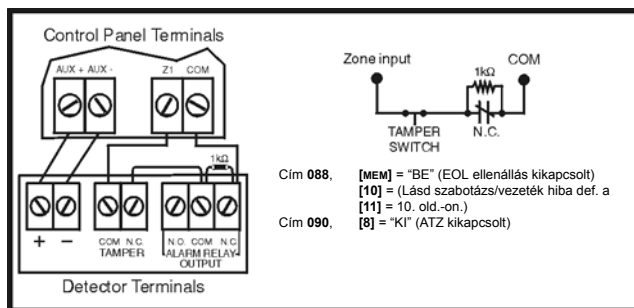 Control Panel Terminals
AUX + AUX -
Z1 COM
1kΩ
+ -
COM N.C.
TAMPER
N.O. COM N.C.
ALARM RELAY
OUTPUT
Detector Terminals
Zone input
COM
1kΩ
TAMPER
SWITCH
N.C.
Cím 088, [MEM] = “BE” (EOL ellenállás kikapcsolt)
[10] = (Lásd szabotázs/vezeték hiba def. a
[11] = 10. old.-on.)
Cím 090, [8] = “KI” (ATZ kikapcsolt)